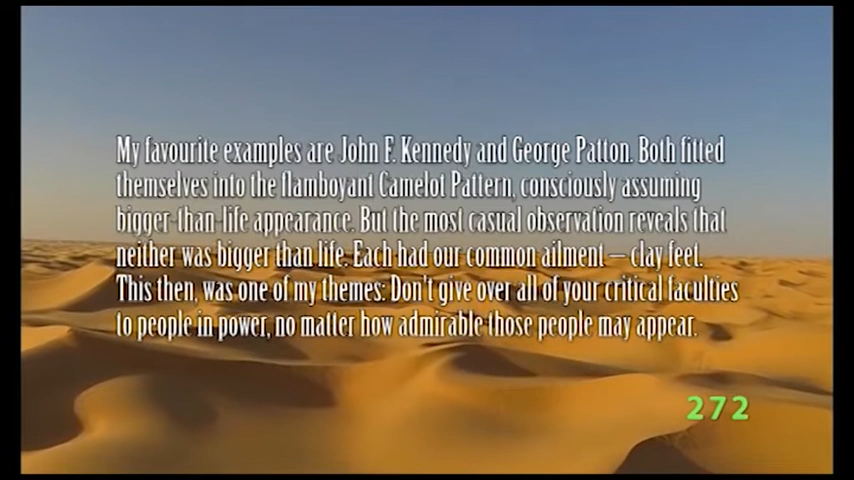 My favourite examples are John F. Kennedy and George Patton. Both fitted
themselves into the flamboyant Camelot Pattern, consciously assuming
bigger-than-life appearance. But the most casual observation reveals that
neither was bigger than life. Each had our common ailment – clay feet.
This then, was one of my themes: Don't give over all of your critical faculties
to people in power, no matter how admirable those people may appear.
272